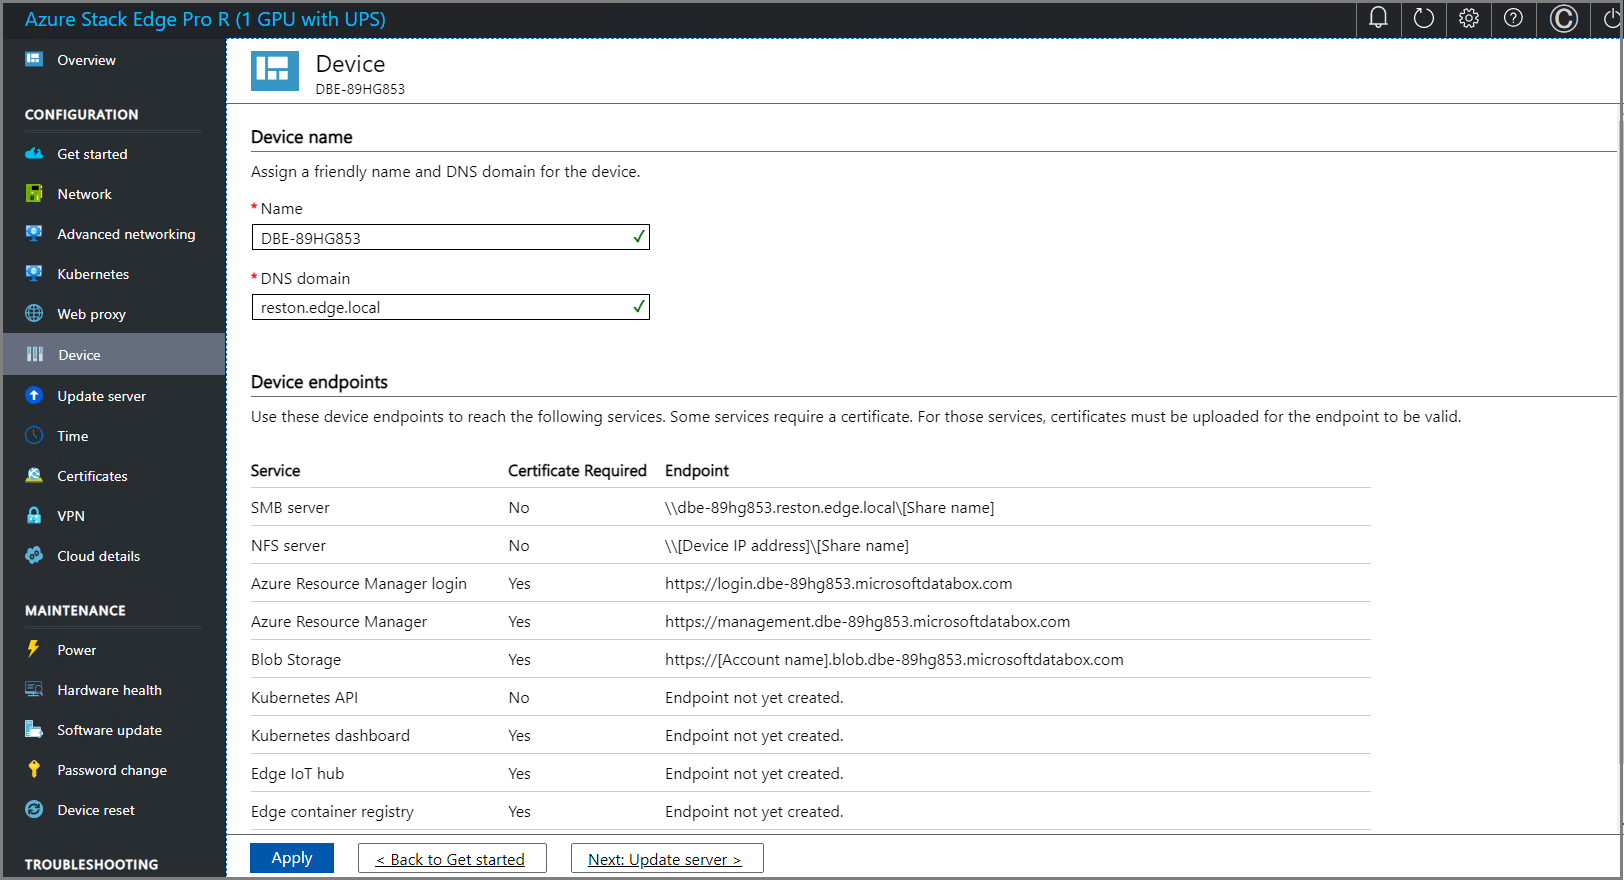 Azure Stack Edge Pro R (1 GPU with UPS)
Overview
CONFIGURATION
Get started
Network
Advanced networking
Kubernetes
Web proxy
Device
Update server
Time
Certificates
VPN
Cloud details
MAINTENANCE
Power
Hardware health
Software update
Password change
Device reset
TROUBLESHOOTING
Device
DBE-89HG853
Device name
Assign a friendly name and DNS domain for the device.
* Name
DBE-89HG853
* DNS domain
reston.edge.local
Device endpoints
Use these device endpoints to reach the following services. Some services require a certificate. For those services, certificates must be uploaded for the endpoint to be valid.
Service Certificate Required Endpoint
SMB server No \\dbe-89hg853.reston.edge.local\[Share name]
NFS server No \\[Device IP address]\[Share name]
Azure Resource Manager login Yes https://login.dbe-89hg853.microsoftdatabox.com
Azure Resource Manager Yes https://management.dbe-89hg853.microsoftdatabox.com
Blob Storage Yes https://[Account name].blob.dbe-89hg853.microsoftdatabox.com
Kubernetes API No Endpoint not yet created.
Kubernetes dashboard Yes Endpoint not yet created.
Edge IoT hub Yes Endpoint not yet created.
Edge container registry Yes Endpoint not yet created.
Apply < Back to Get started Next: Update server >